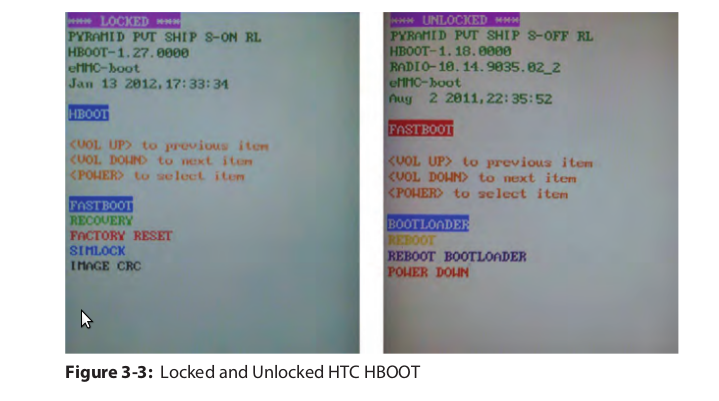 *** LOCKED ***
PYRAMID PVT SHIP S-ON RL
HBOOT-1.27.0000
eMMC-boot
Jan 13 2012,17:33:34
HBOOT
<VOL UP> to previous item
<VOL DOWN> to next item
<POWER> to select item
FASTBOOT
RECOVERY
FACTORY RESET
SIMLOCK
IMAGE CRC
*** UNLOCKED ***
PYRAMID PVT SHIP S-OFF RL
HBOOT-1.18.0000
RADIO-10.14.9035.02_2
eMMC-boot
Aug 2 2011,22:35:52
FASTBOOT
<VOL UP> to previous item
<VOL DOWN> to next item
<POWER> to select item
BOOTLOADER
REBOOT
REBOOT BOOTLOADER
POWER DOWN
Figure 3-3: Locked and Unlocked HTC HBOOT